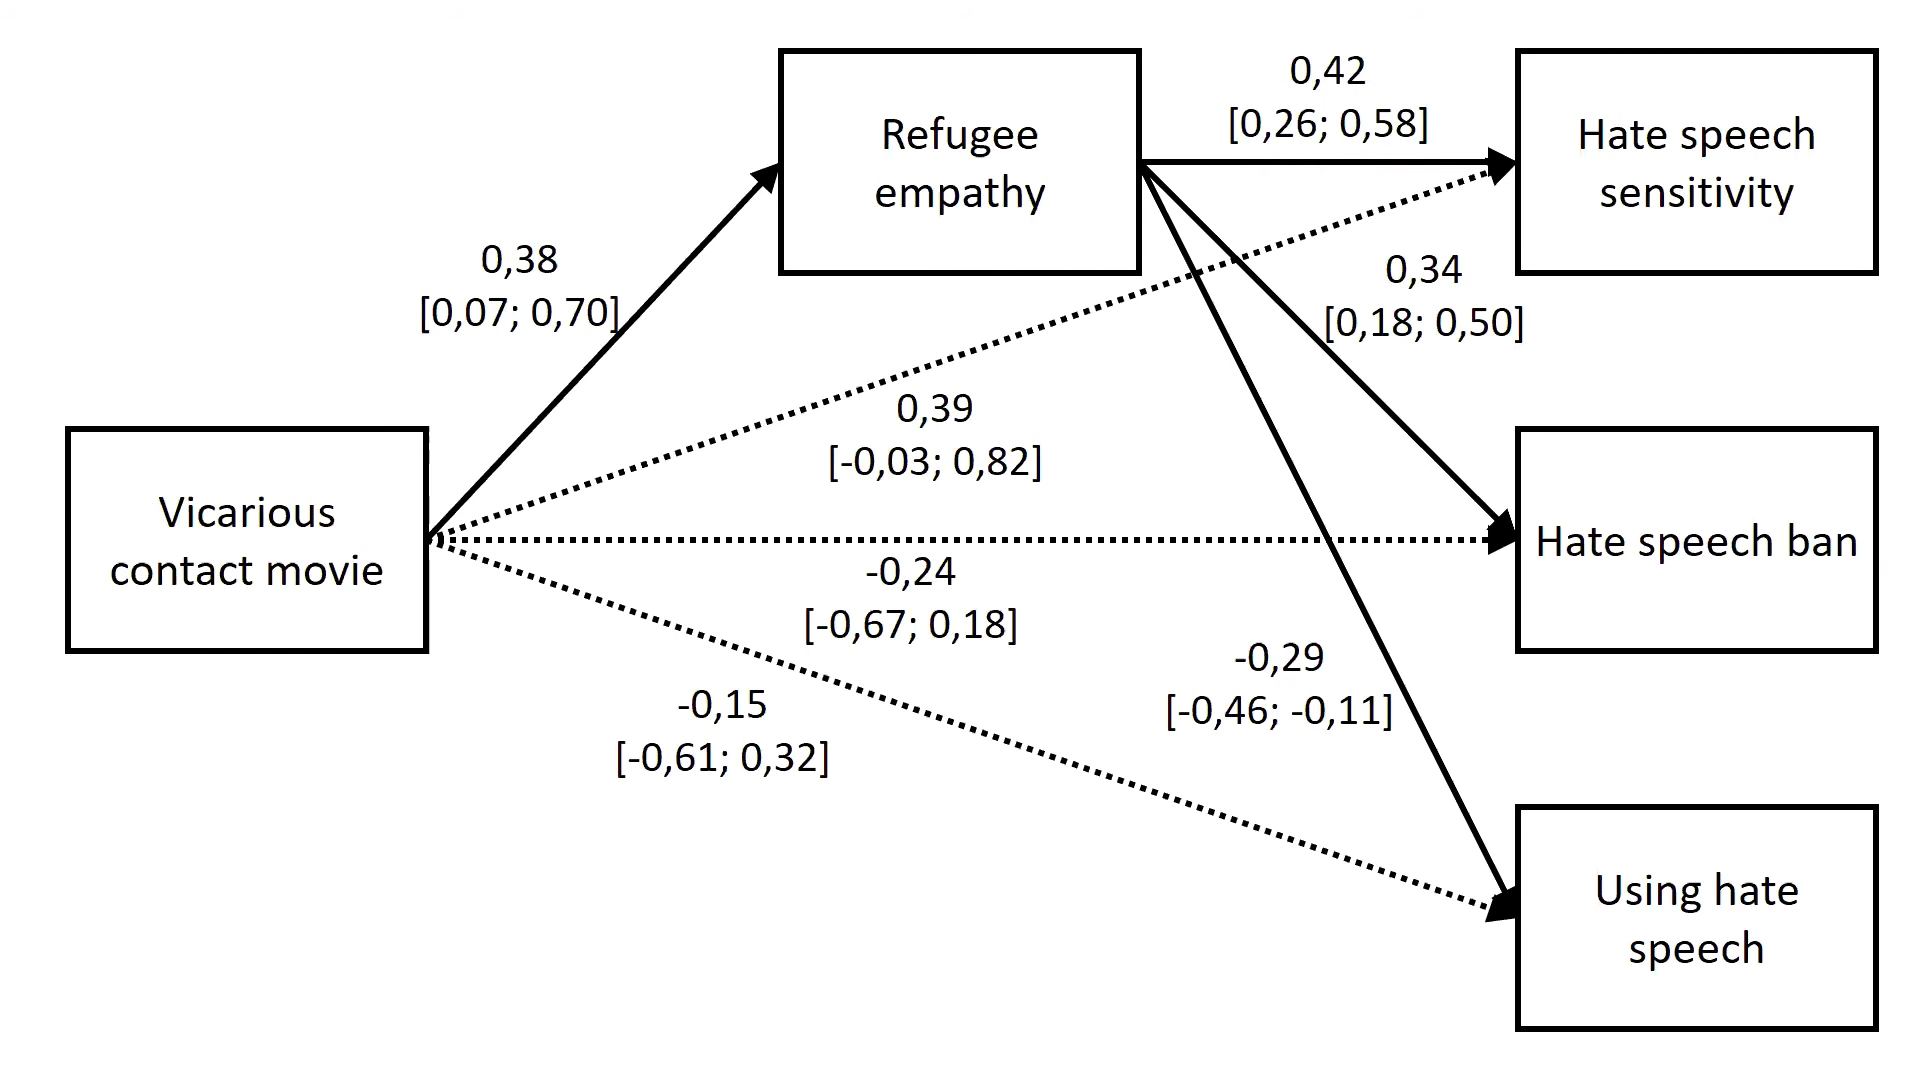 Refugee
empathy
0,42
[0,26; 0,58]
Hate speech
sensitivity
0,38
[0,07; 0,70]
0,34
[0,18; 0,50]
0,39
[-0,03; 0,82]
Vicarious
contact movie
Hate speech ban
-0,24
[-0,67; 0,18]
-0,29
[-0,46; -0,11]
-0,15
[-0,61; 0,32]
Using hate
speech